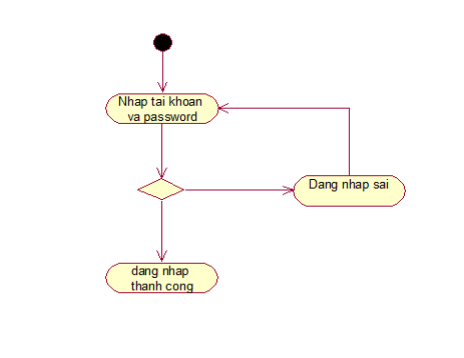 Nhap tai khoan
va password
Dang nhap sai
dang nhap
thanh cong